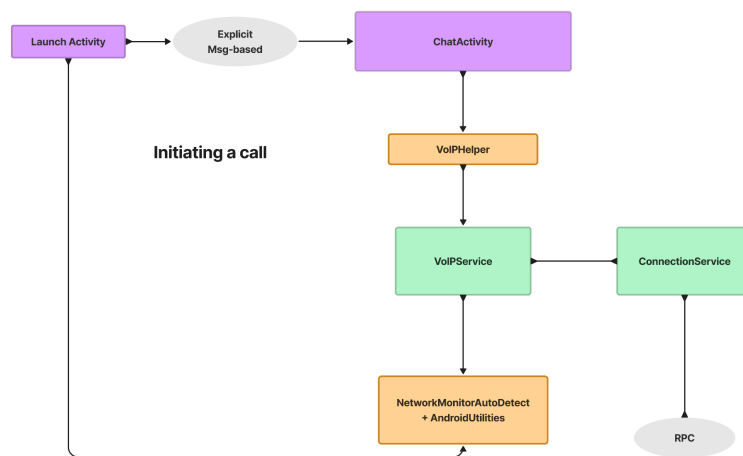 Launch Activity
Explicit
Msg-based
ChatActivity
Initiating a call
VoIPHelper
VoIPService
ConnectionService
NetworkMonitorAutoDetect
+ AndroidUtilities
RPC